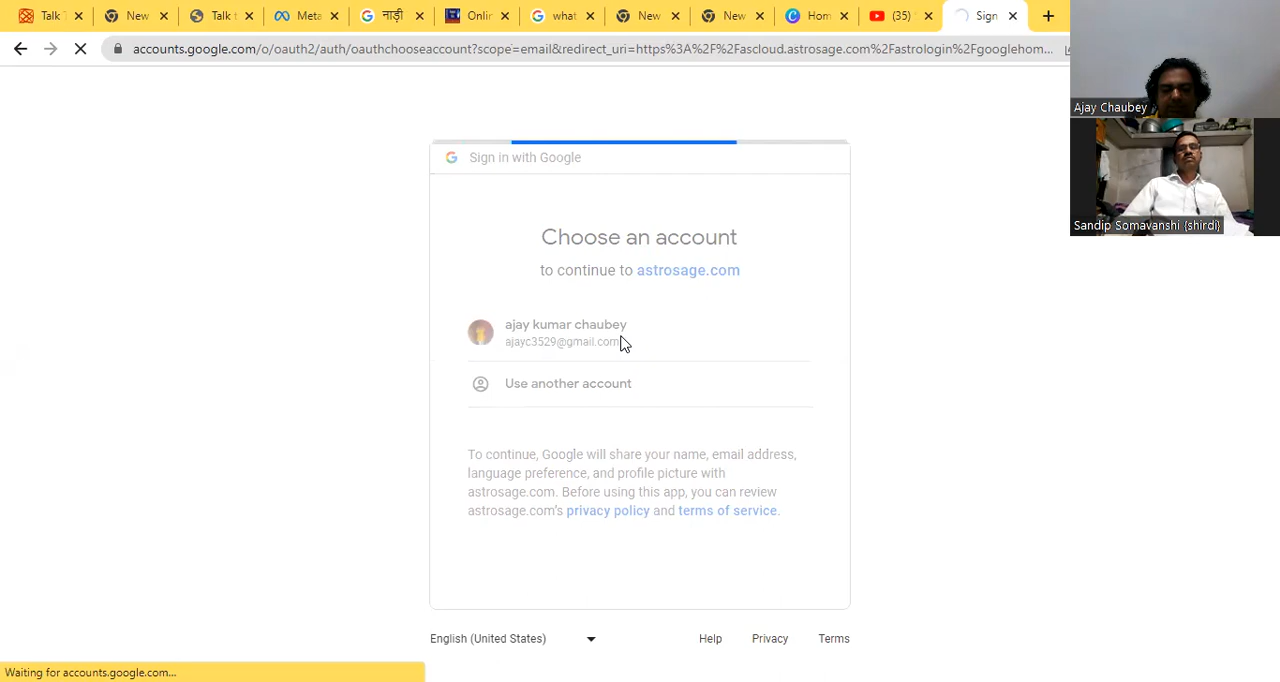 Talk T
New
Talk t
Meta
नाड़ी
Onlin
what
New
New
Hom
(35)
Sign
accounts.google.com/o/oauth2/auth/oauthchooseaccount?scope=email&redirect_uri=https%3A%2F%2Fascloud.astrosage.com%2Fastrologin%2Fgooglehom...
Ajay Chaubey
Sandip Somavanshi {shirdi}
Sign in with Google
Choose an account
to continue to astrosage.com
ajay kumar chaubey
ajayc3529@gmail.com
Use another account
To continue, Google will share your name, email address,
language preference, and profile picture with
astrosage.com. Before using this app, you can review
astrosage.com's privacy policy and terms of service.
English (United States)
Help
Privacy
Terms
Waiting for accounts.google.com...